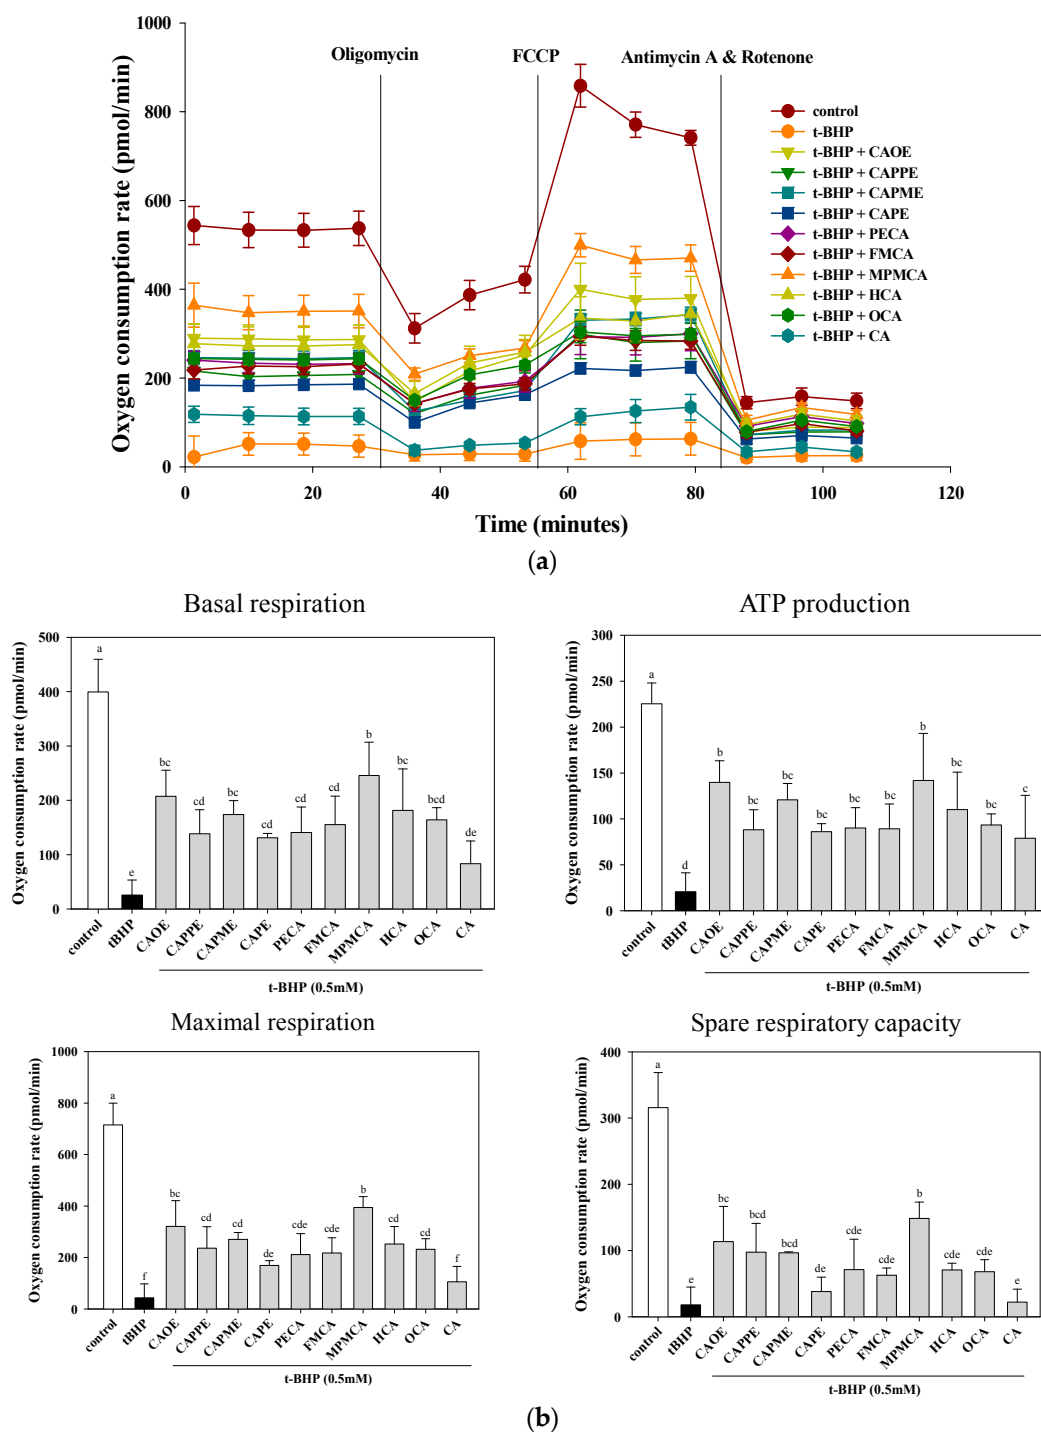 Oxygen consumption rate (pmol/min)
1000
800
600
400
200
0
Oligomycin
FCCP
Antimycin A & Rotenone
control
t-BHP
t-BHP + CAOE
t-BHP + CAPPE
t-BHP + CAPME
t-BHP + CAPE
t-BHP + PECA
t-BHP + FMCA
t-BHP + MPMCA
t-BHP + HCA
t-BHP + OCA
t-BHP + CA
0 20 40 60 80 100 120
Time (minutes)
(a)
Basal respiration
Oxygen consumption rate (pmol/min)
500
400
300
200
100
0
a e b cd c cd cd cd b bc bcd de
control tBHP CAOE CAPPE CAPME CAPE PECA FMCA MPMCA HCA OCA CA
t-BHP (0.5mM)
ATP production
Oxygen consumption rate (pmol/min)
300
250
200
150
100
50
0
a d b bc bc bc bc bc b bc bc c
control tBHP CAOE CAPPE CAPME CAPE PECA FMCA MPMCA HCA OCA CA
t-BHP (0.5mM)
Maximal respiration
Oxygen consumption rate (pmol/min)
1000
800
600
400
200
0
a f bc cd cd de cde cde b cd cd f
control tBHP CAOE CAPPE CAPME CAPE PECA FMCA MPMCA HCA OCA CA
t-BHP (0.5mM)
Spare respiratory capacity
Oxygen consumption rate (pmol/min)
400
300
200
100
0
a e bc bcd bcd de cde cde b cde cde e
control tBHP CAOE CAPPE CAPME CAPE PECA FMCA MPMCA HCA OCA CA
t-BHP (0.5mM)
(b)